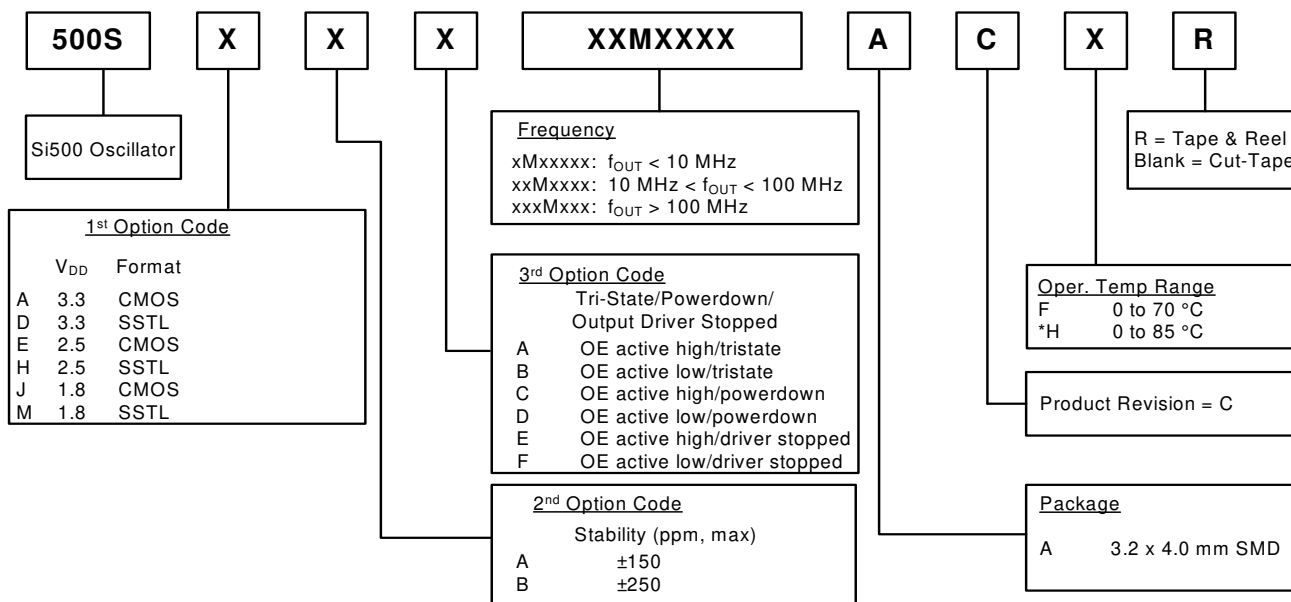 500S X X X XXMXXXX A C X R
Si500 Oscillator
1st Option Code
VDD Format
A 3.3 CMOS
D 3.3 SSTL
E 2.5 CMOS
H 2.5 SSTL
J 1.8 CMOS
M 1.8 SSTL
Frequency
xMxxxxx: fOUT < 10 MHz
xxMxxxx: 10 MHz < fOUT < 100 MHz
xxxMxxx: fOUT > 100 MHz
3rd Option Code
Tri-State/Powerdown/
Output Driver Stopped
A OE active high/tristate
B OE active low/tristate
C OE active high/powerdown
D OE active low/powerdown
E OE active high/driver stopped
F OE active low/driver stopped
2nd Option Code
Stability (ppm, max)
A ±150
B ±250
R = Tape & Reel
Blank = Cut-Tape
Oper. Temp Range
F 0 to 70 °C
*H 0 to 85 °C
Product Revision = C
Package
A 3.2 x 4.0 mm SMD